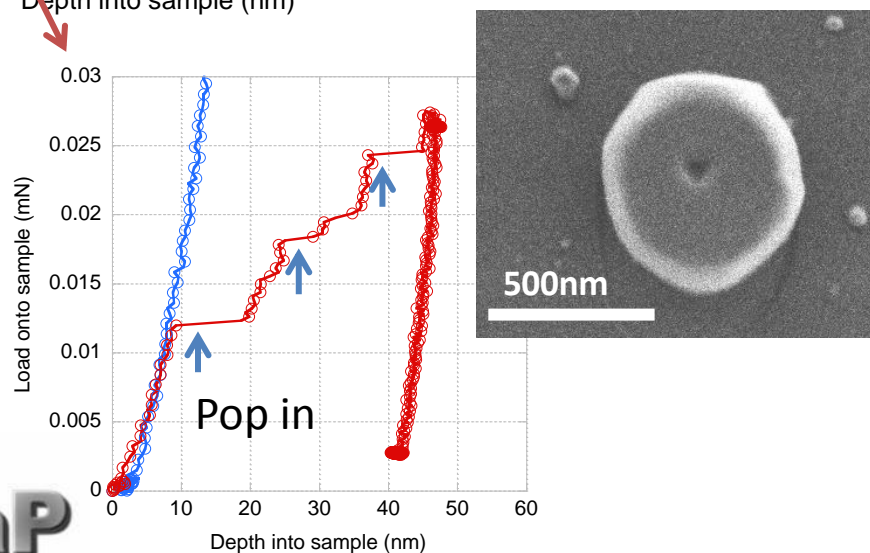 Depth into sample (nm)
0.03
0.025
0.02
0.015
0.01
0.005
0
Load onto sample (mN)
0 10 20 30 40 50 60
Depth into sample (nm)
Pop in
500nm
P